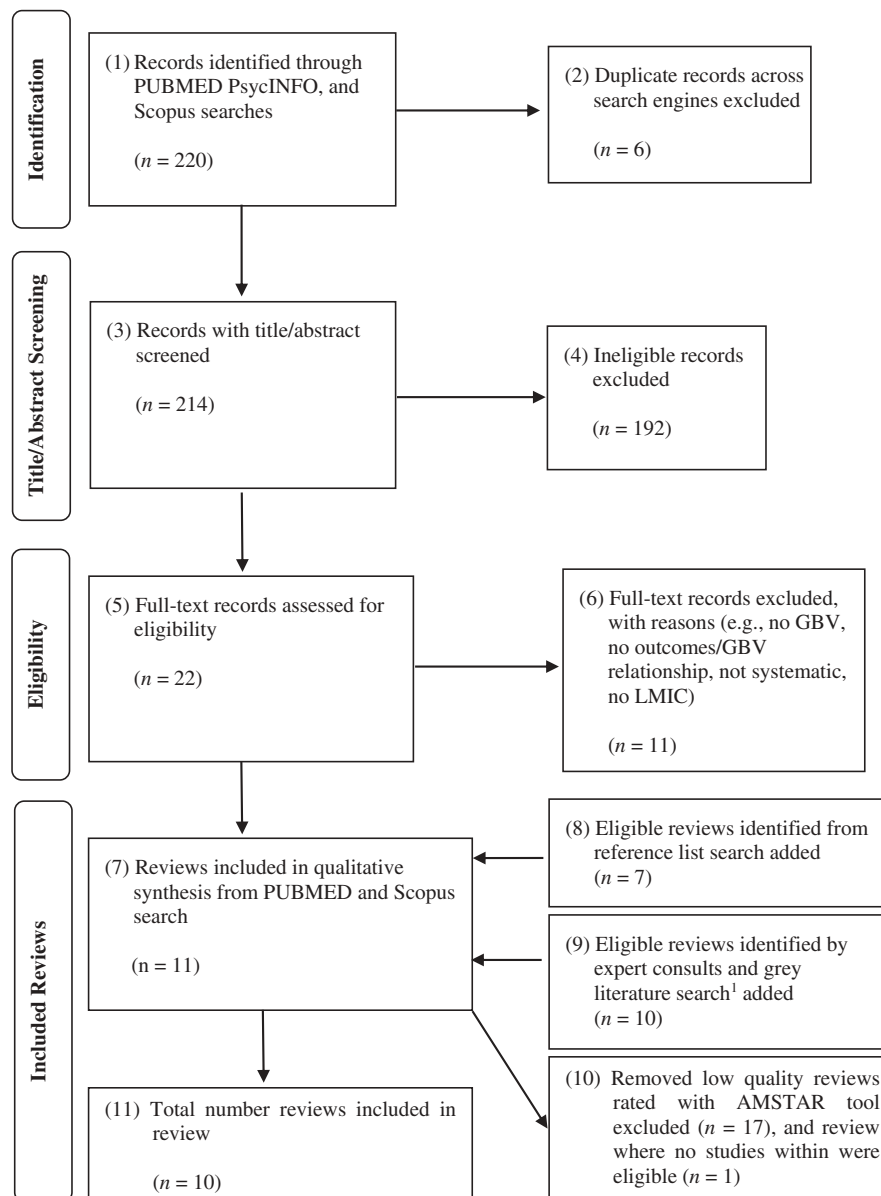 Identification
(1) Records identified through
PUBMED PsycINFO, and
Scopus searches
(n = 220)
(2) Duplicate records across
search engines excluded
(n = 6)
Title/Abstract Screening
(3) Records with title/abstract
screened
(n = 214)
(4) Ineligible records
excluded
(n = 192)
Eligibility
(5) Full-text records assessed for
eligibility
(n = 22)
(6) Full-text records excluded,
with reasons (e.g., no GBV,
no outcomes/GBV
relationship, not systematic,
no LMIC)
(n = 11)
Included Reviews
(7) Reviews included in qualitative
synthesis from PUBMED and Scopus
search
(n = 11)
(8) Eligible reviews identified from
reference list search added
(n = 7)
(9) Eligible reviews identified by
expert consults and grey
literature search¹ added
(n = 10)
(10) Removed low quality reviews
rated with AMSTAR tool
excluded (n = 17), and review
where no studies within were
eligible (n = 1)
(11) Total number reviews included in
review
(n = 10)